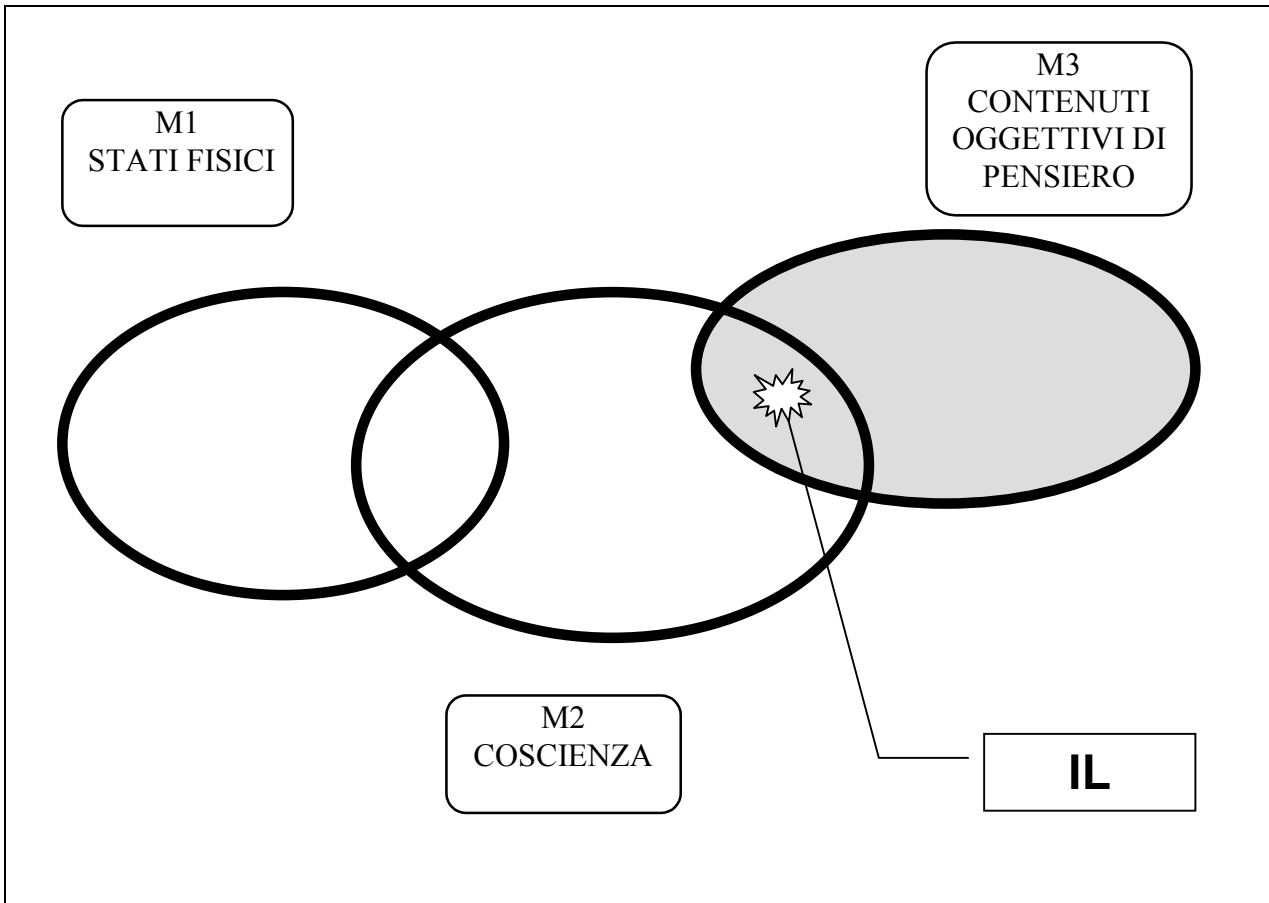 M1
STATI FISICI
M3
CONTENUTI
OGGETTIVI DI
PENSIERO
M2
COSCIENZA
IL